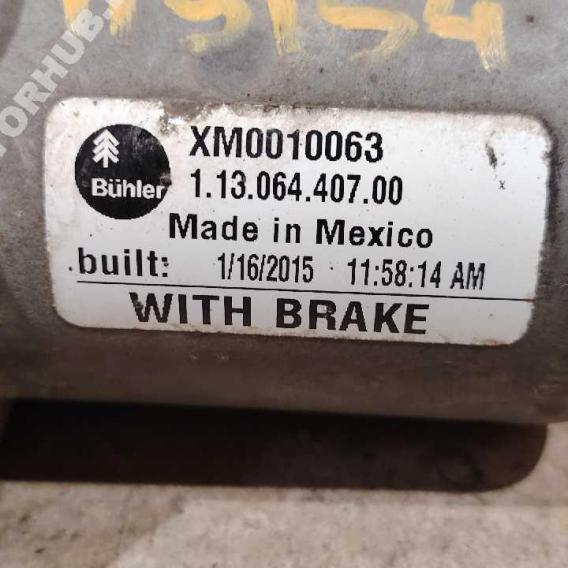 119154
XM0010063
Bühler
1.13.064.407.00
Made in Mexico
built: 1/16/2015 11:58:14 AM
WITH BRAKE